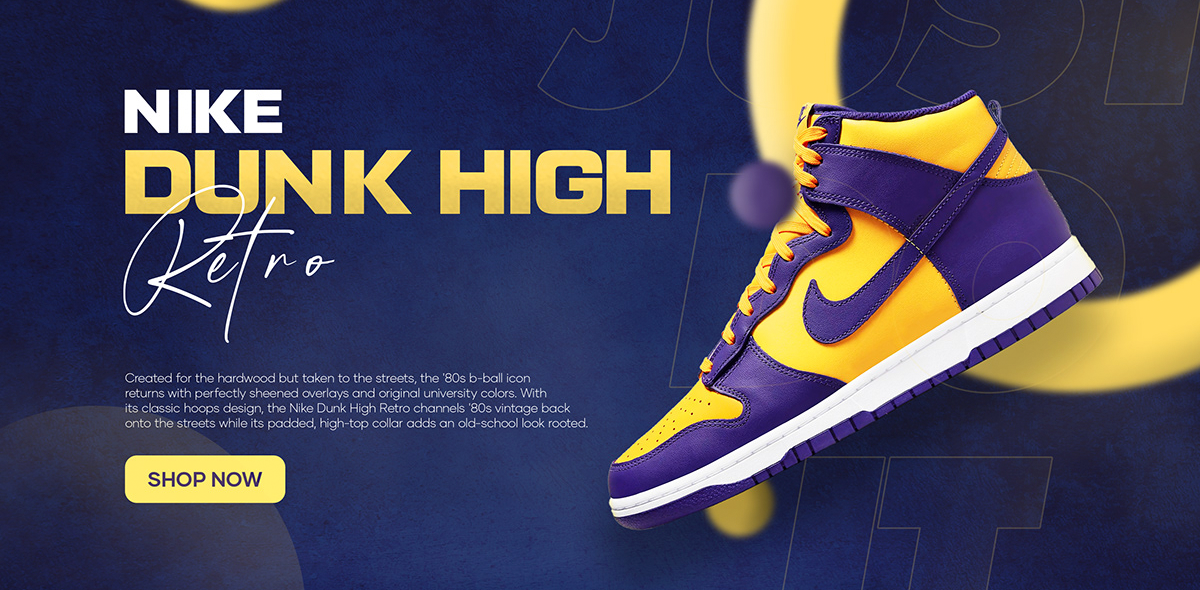 NIKE
DUNK HIGH
Retro
Created for the hardwood but taken to the streets, the '80s b-ball icon
returns with perfectly sheened overlays and original university colors. With
its classic hoops design, the Nike Dunk High Retro channels '80s vintage back
onto the streets while its padded, high-top collar adds an old-school look rooted.
SHOP NOW
JUST
DO
IT